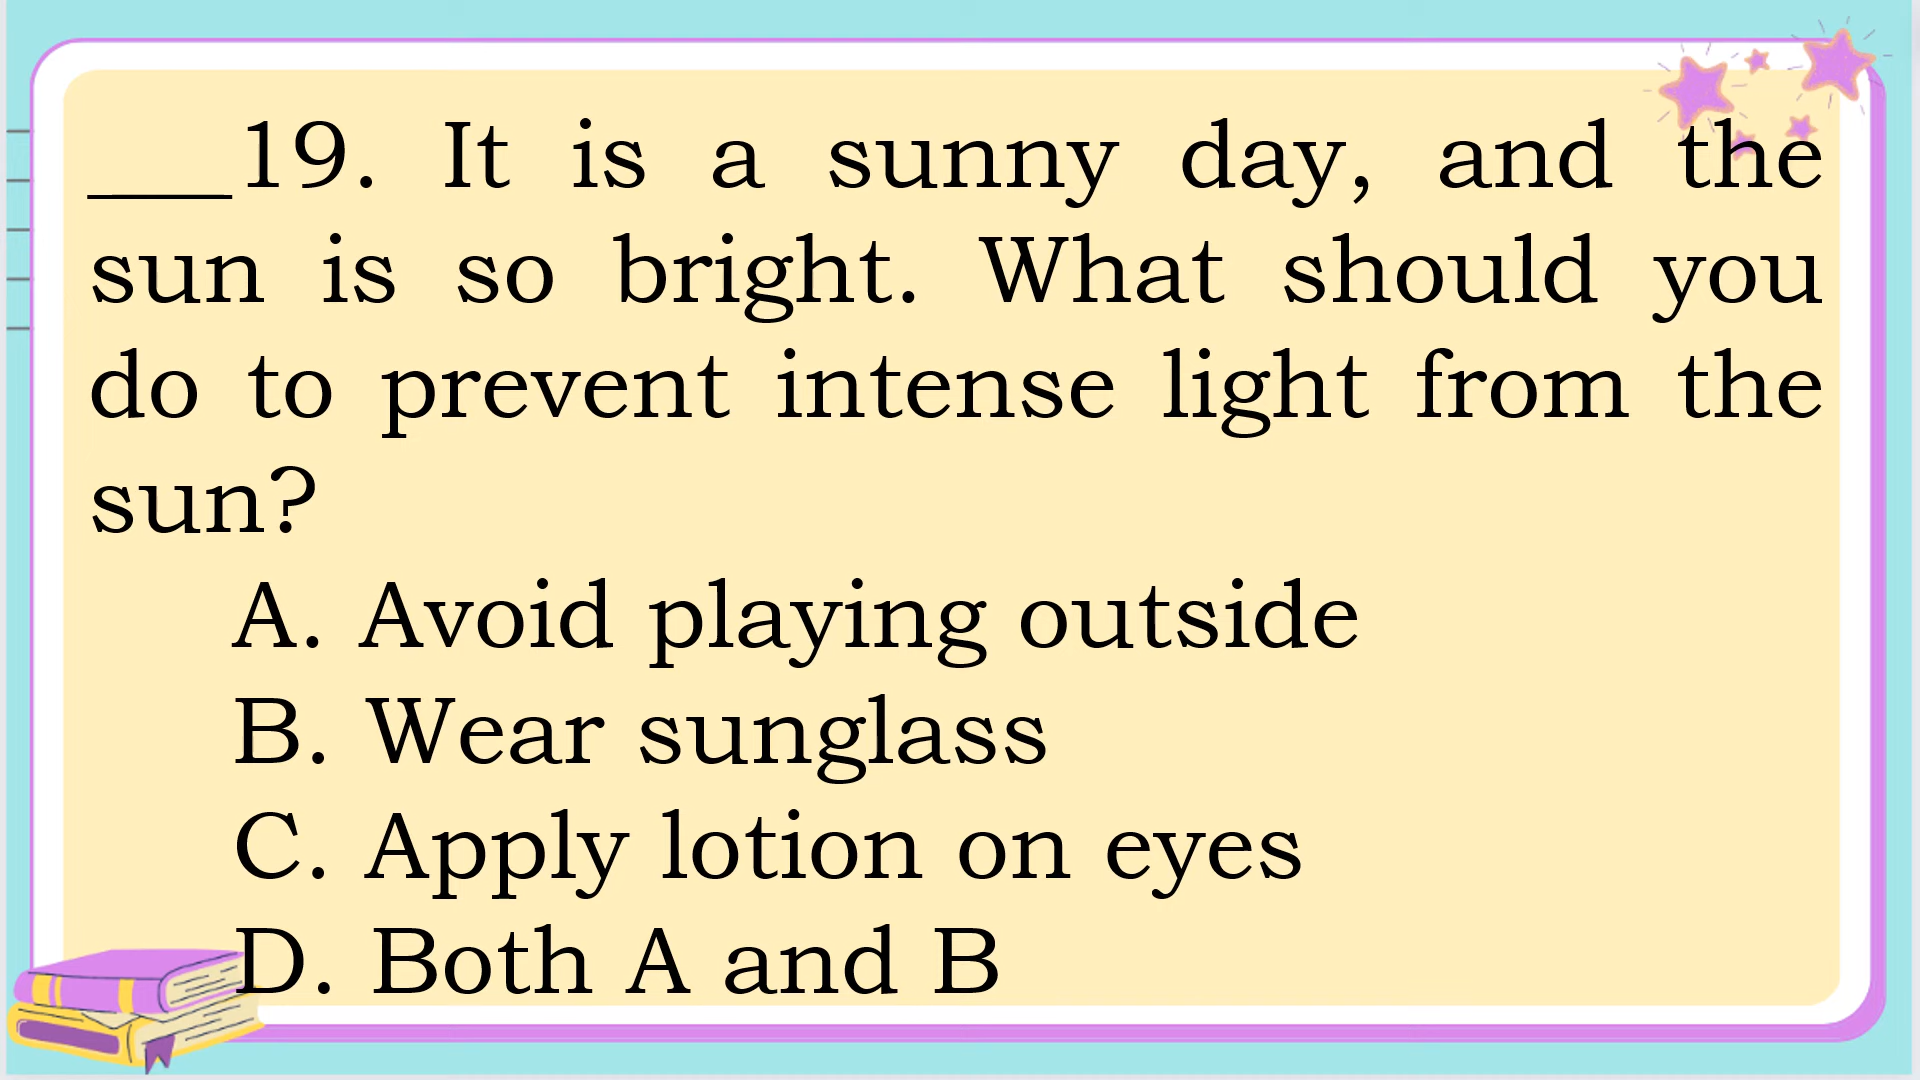 ___19. It is a sunny day, and the
sun is so bright. What should you
do to prevent intense light from the
sun?
A. Avoid playing outside
B. Wear sunglass
C. Apply lotion on eyes
D. Both A and B